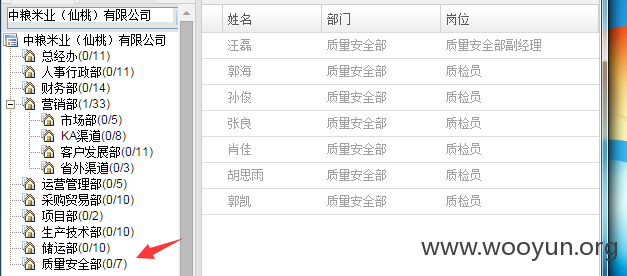 中粮米业（仙桃）有限公司
中粮米业（仙桃）有限公司
总经办(0/11)
人事行政部(0/11)
财务部(0/14)
营销部(1/33)
市场部(0/5)
KA渠道(0/8)
客户发展部(0/11)
省外渠道(0/3)
运营管理部(0/5)
采购贸易部(0/10)
项目部(0/2)
生产技术部(0/10)
储运部(0/10)
质量安全部(0/7)
姓名 部门 岗位
汪磊 质量安全部 质量安全部副经理
郭海 质量安全部 质检员
孙俊 质量安全部 质检员
张良 质量安全部 质检员
肖佳 质量安全部 质检员
胡思雨 质量安全部 质检员
郭凯 质量安全部 质检员
www.wooyun.org